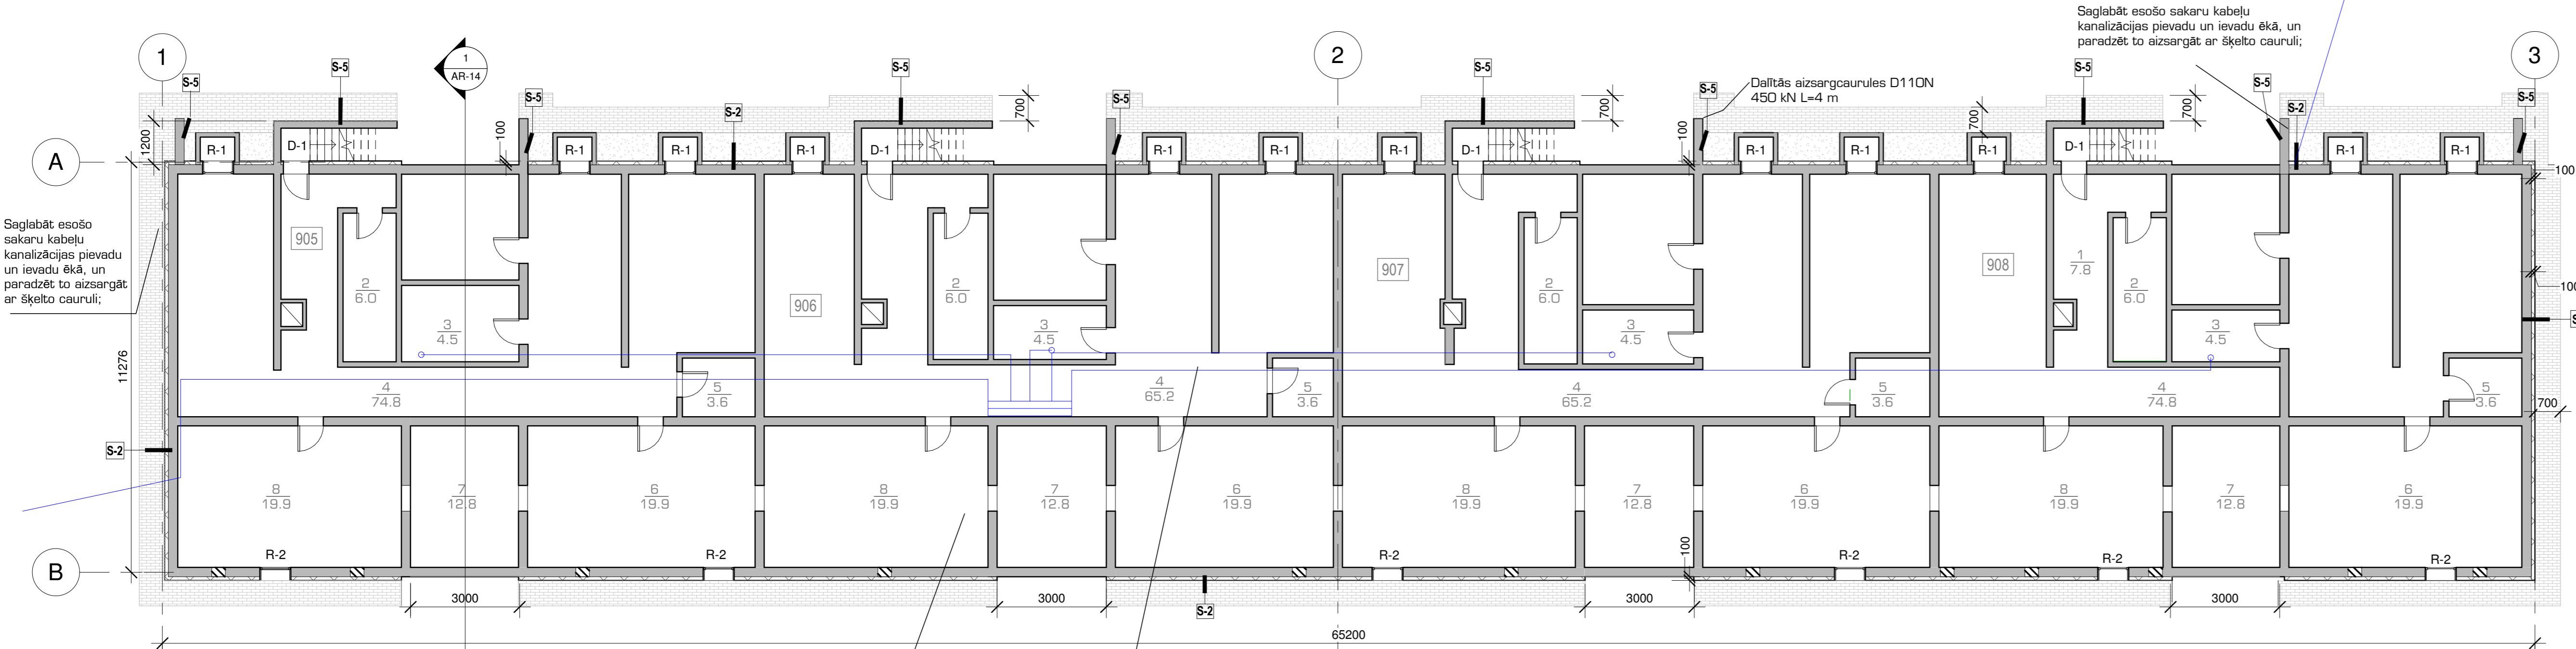 Saglabāt esošo sakaru kabeļu
kanalizācijas pievadu un ievadu ēkā, un
paradzēt to aizsargāt ar šķelto cauruli;
1
1
AR-14
2
3
S-5
S-5
S-5
S-2
S-5
S-5
S-5
S-5
S-5
S-5
S-2
S-5
Dalītās aizsargcaurules D110N
450 kN L=4 m
1200
100
700
700
100
700
700
100
A
R-1
D-1
R-1
R-1
R-1
D-1
R-1
R-1
R-1
D-1
R-1
R-1
R-1
D-1
R-1
R-1
Saglabāt esošo
sakaru kabeļu
kanalizācijas pievadu
un ievadu ēkā, un
paradzēt to aizsargāt
ar šķelto cauruli;
905
906
907
908
1
7.8
2
6.0
2
6.0
2
6.0
2
6.0
3
4.5
3
4.5
3
4.5
3
4.5
100
11276
4
74.8
5
3.6
4
65.2
5
3.6
4
65.2
5
3.6
4
74.8
5
3.6
700
S-2
8
19.9
7
12.8
6
19.9
8
19.9
7
12.8
6
19.9
8
19.9
7
12.8
6
19.9
8
19.9
7
12.8
6
19.9
B
R-2
R-2
R-2
R-2
R-2
R-2
100
3000
3000
3000
3000
S-2
65200